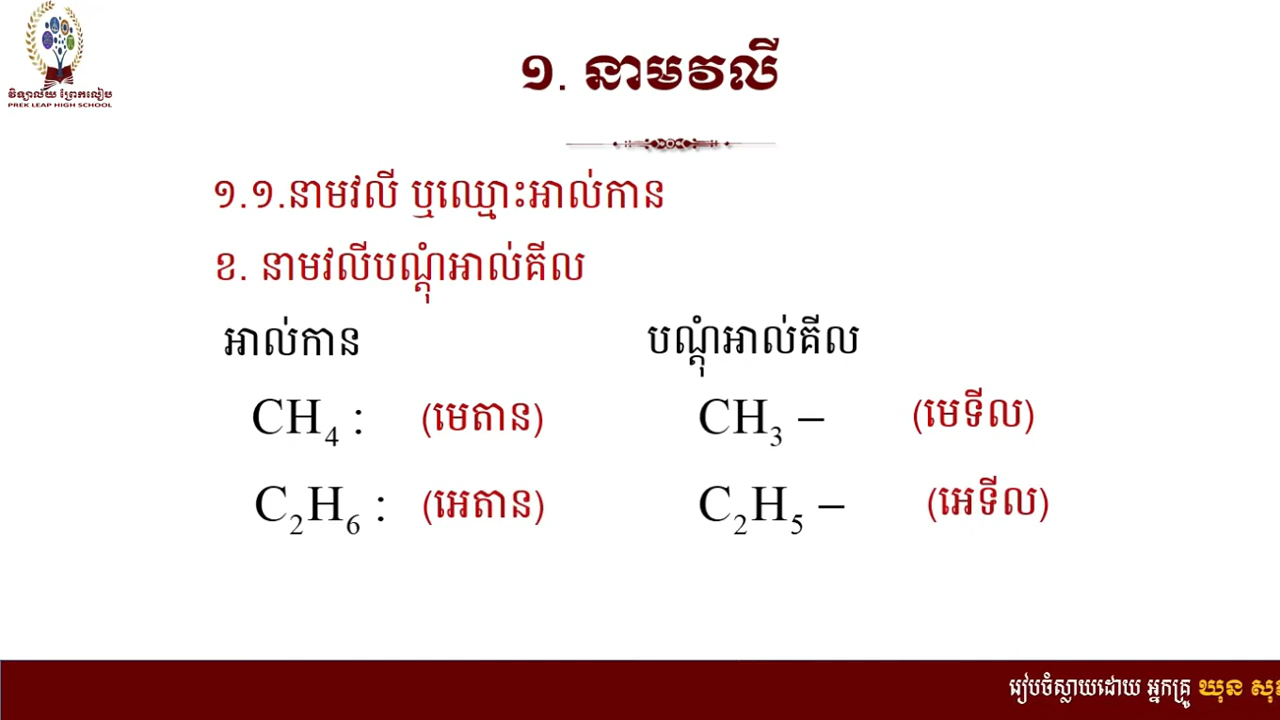 វិទ្យាល័យ ព្រែកលៀប
PREK LEAP HIGH SCHOOL
១. នាមវលី
១.១.នាមវលី ឬឈ្មោះអាល់កាន
ខ. នាមវលីបណ្តុំអាល់គីល
អាល់កាន បណ្តុំអាល់គីល
CH₄ : (មេតាន) CH₃ – (មេទីល)
C₂H₆ : (អេតាន) C₂H₅ – (អេទីល)
រៀបចំស្លាយដោយ អ្នកគ្រូ ឃុន